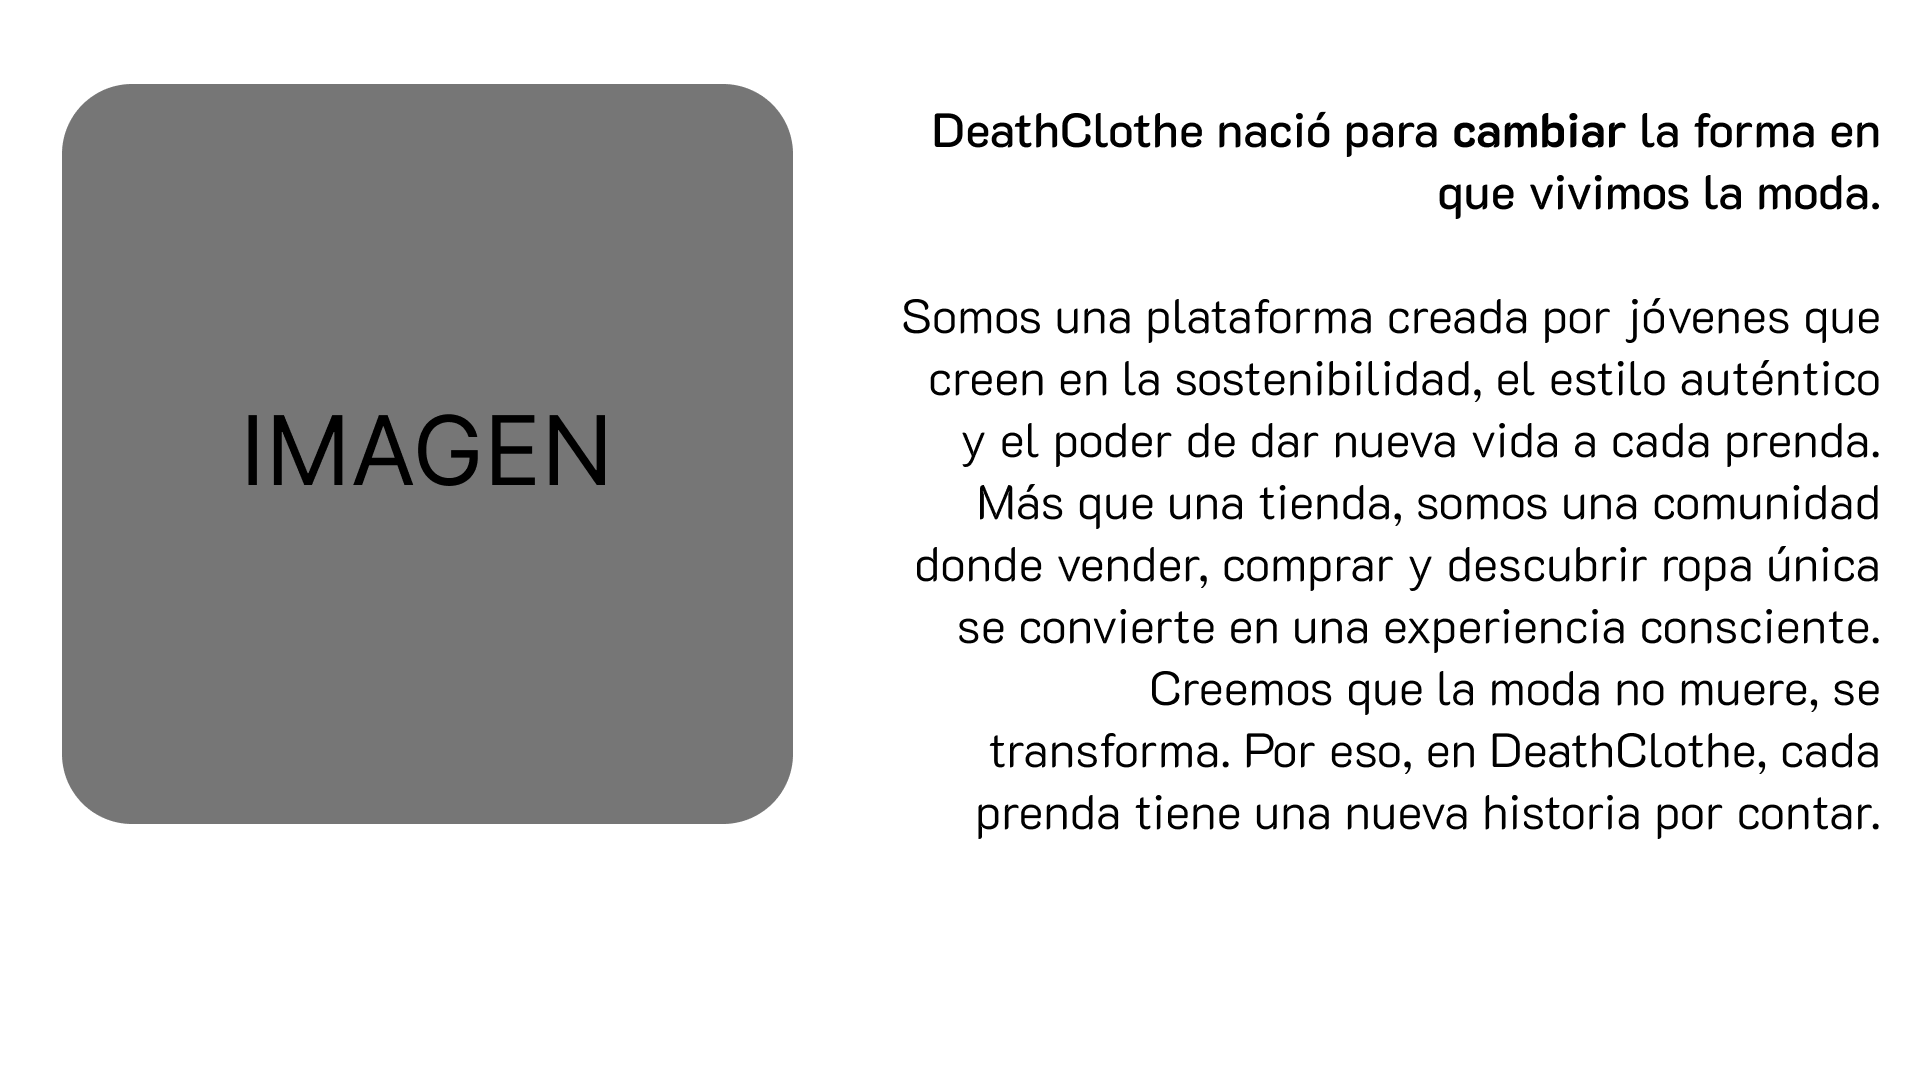 IMAGEN
DeathClothe nació para cambiar la forma en
que vivimos la moda.
Somos una plataforma creada por jóvenes que
creen en la sostenibilidad, el estilo auténtico
y el poder de dar nueva vida a cada prenda.
Más que una tienda, somos una comunidad
donde vender, comprar y descubrir ropa única
se convierte en una experiencia consciente.
Creemos que la moda no muere, se
transforma. Por eso, en DeathClothe, cada
prenda tiene una nueva historia por contar.